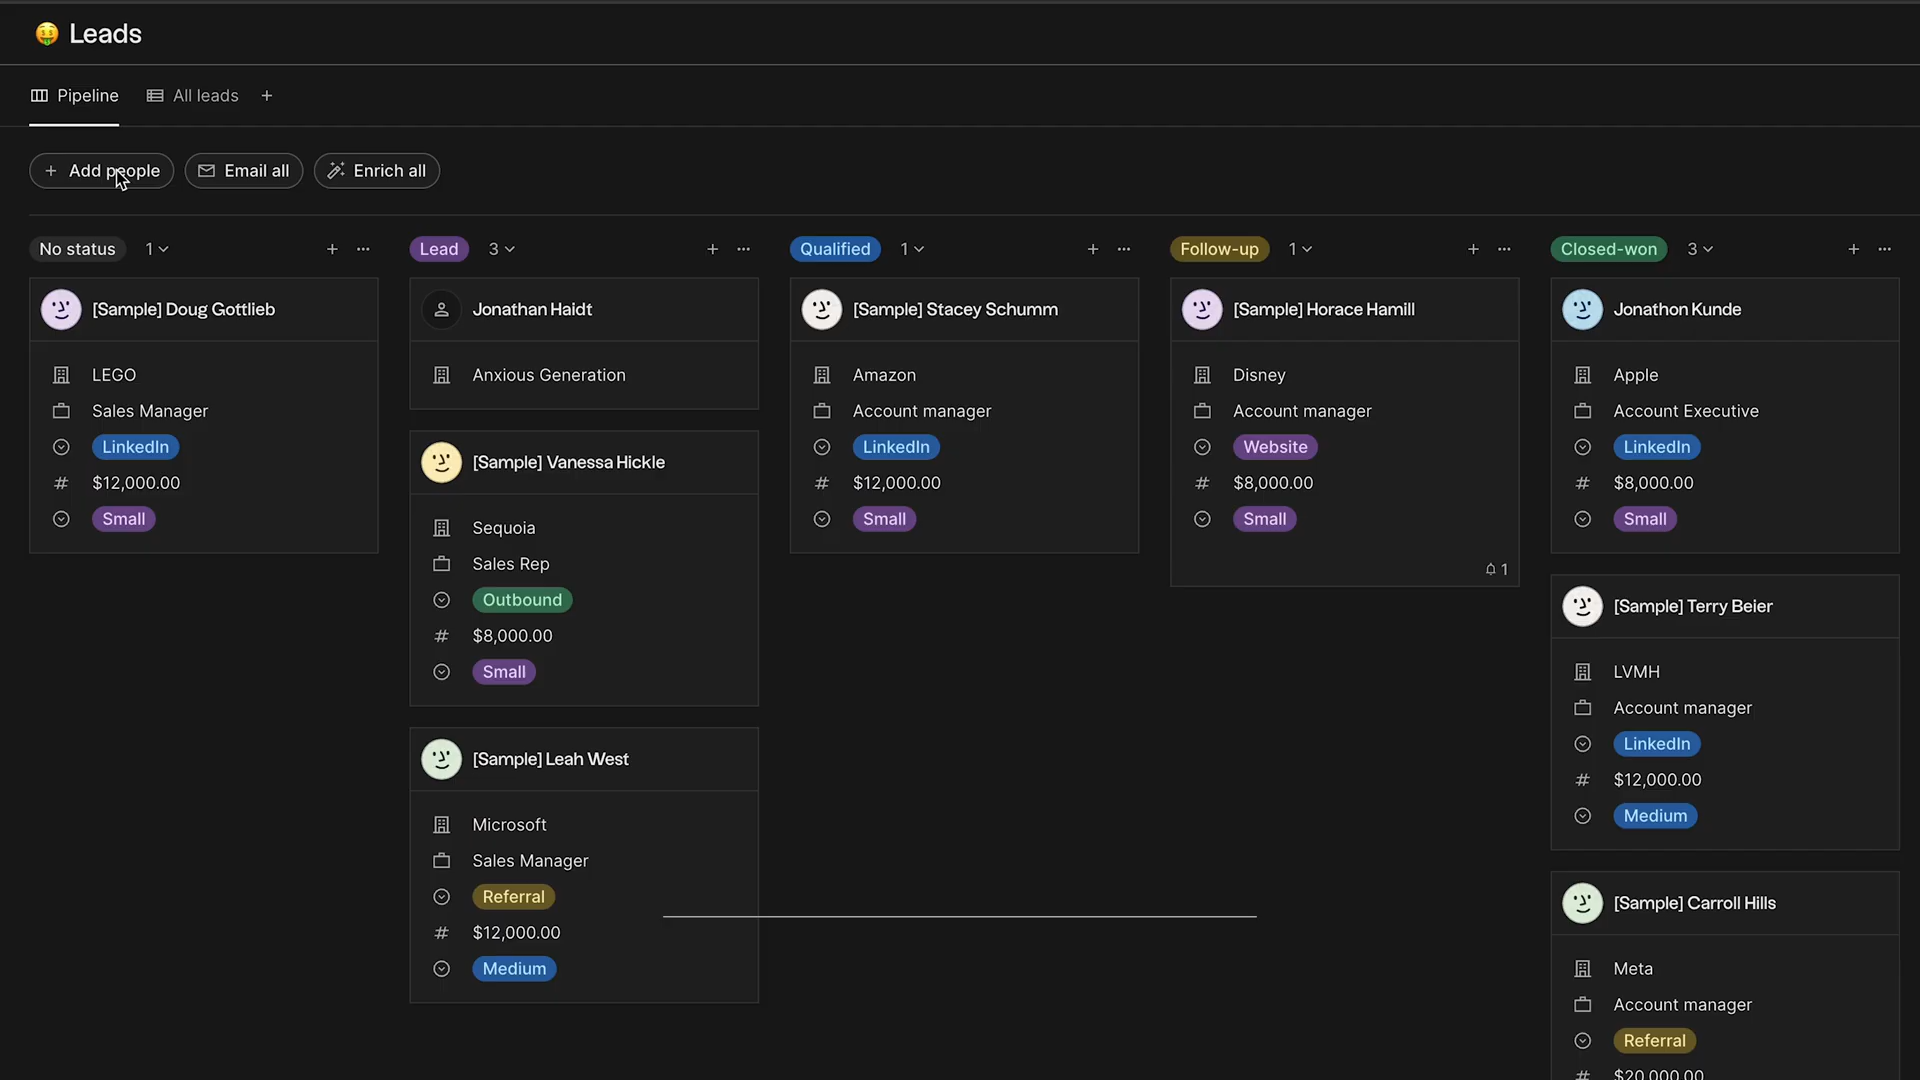 Leads
Pipeline
All leads
Add people
Email all
Enrich all
No status 1
[Sample] Doug Gottlieb
LEGO
Sales Manager
LinkedIn
$12,000.00
Small
Lead 3
Jonathan Haidt
Anxious Generation
[Sample] Vanessa Hickle
Sequoia
Sales Rep
Outbound
$8,000.00
Small
[Sample] Leah West
Microsoft
Sales Manager
Referral
$12,000.00
Medium
Qualified 1
[Sample] Stacey Schumm
Amazon
Account manager
LinkedIn
$12,000.00
Small
Follow-up 1
[Sample] Horace Hamill
Disney
Account manager
Website
$8,000.00
Small
1
Closed-won 3
Jonathon Kunde
Apple
Account Executive
LinkedIn
$8,000.00
Small
[Sample] Terry Beier
LVMH
Account manager
LinkedIn
$12,000.00
Medium
[Sample] Carroll Hills
Meta
Account manager
Referral
$20,000.00